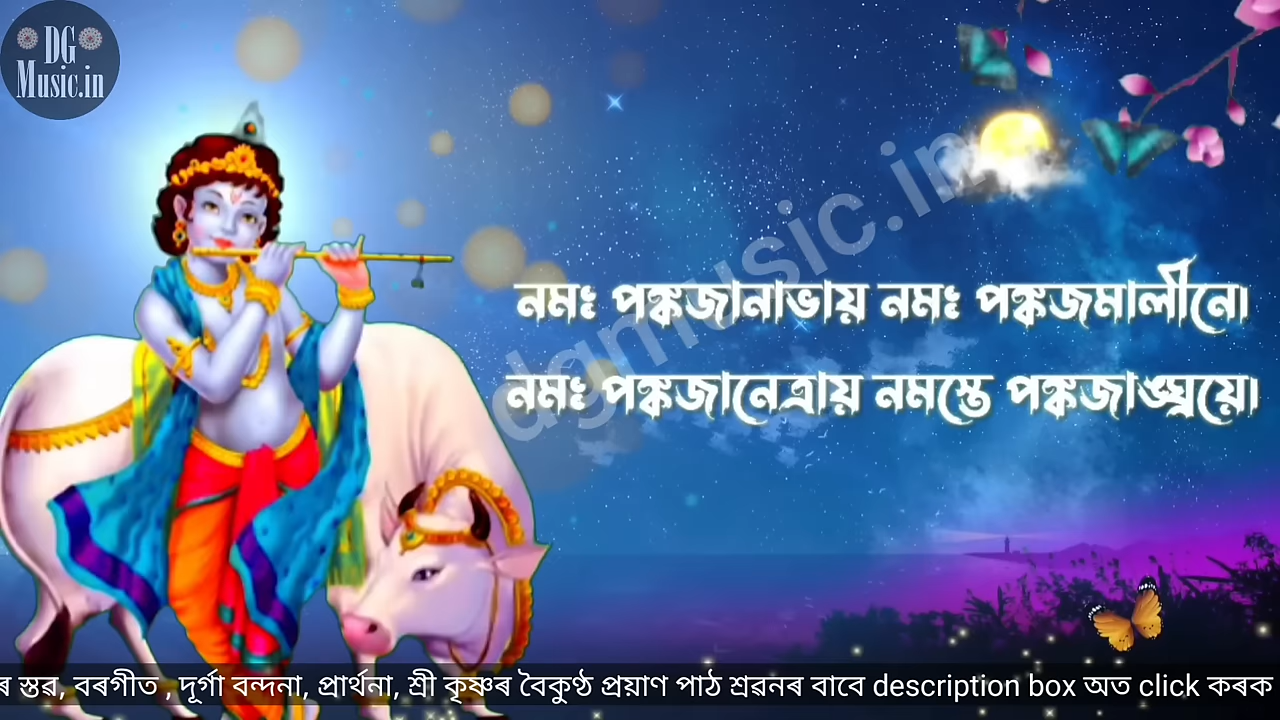 DG
Music.in
dgmusic.in
নমঃ পঙ্কজানাভায় নমঃ পঙ্কজমালীনে৷
নমঃ পঙ্কজানেত্ৰায় নমস্তে পঙ্কজাঙ্ঘ্ৰয়ে৷
ৰ স্তৱ, বৰগীত , দূৰ্গা বন্দনা, প্ৰাৰ্থনা, শ্ৰী কৃষ্ণৰ বৈকুণ্ঠ প্ৰয়াণ পাঠ শ্ৰৱনৰ বাবে description box অত click কৰক